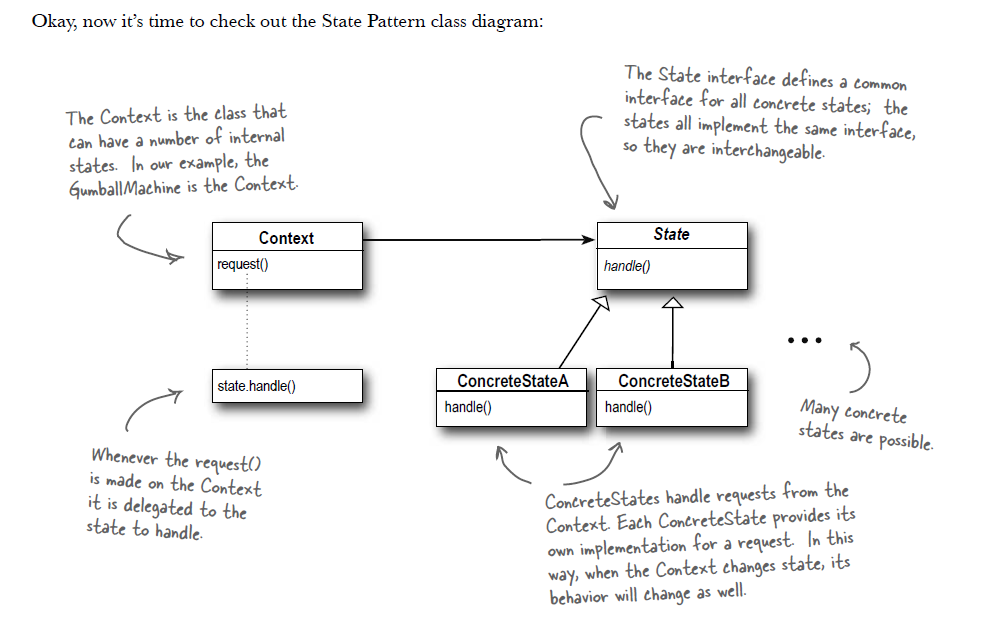 Okay, now it's time to check out the State Pattern class diagram:
The Context is the class that
can have a number of internal
states. In our example, the
GumballMachine is the Context.
The State interface defines a common
interface for all concrete states; the
states all implement the same interface,
so they are interchangeable.
Context
request()
State
handle()
state.handle()
ConcreteStateA
handle()
ConcreteStateB
handle()
...
Many concrete
states are possible.
Whenever the request()
is made on the Context
it is delegated to the
state to handle.
ConcreteStates handle requests from the
Context. Each ConcreteState provides its
own implementation for a request. In this
way, when the Context changes state, its
behavior will change as well.